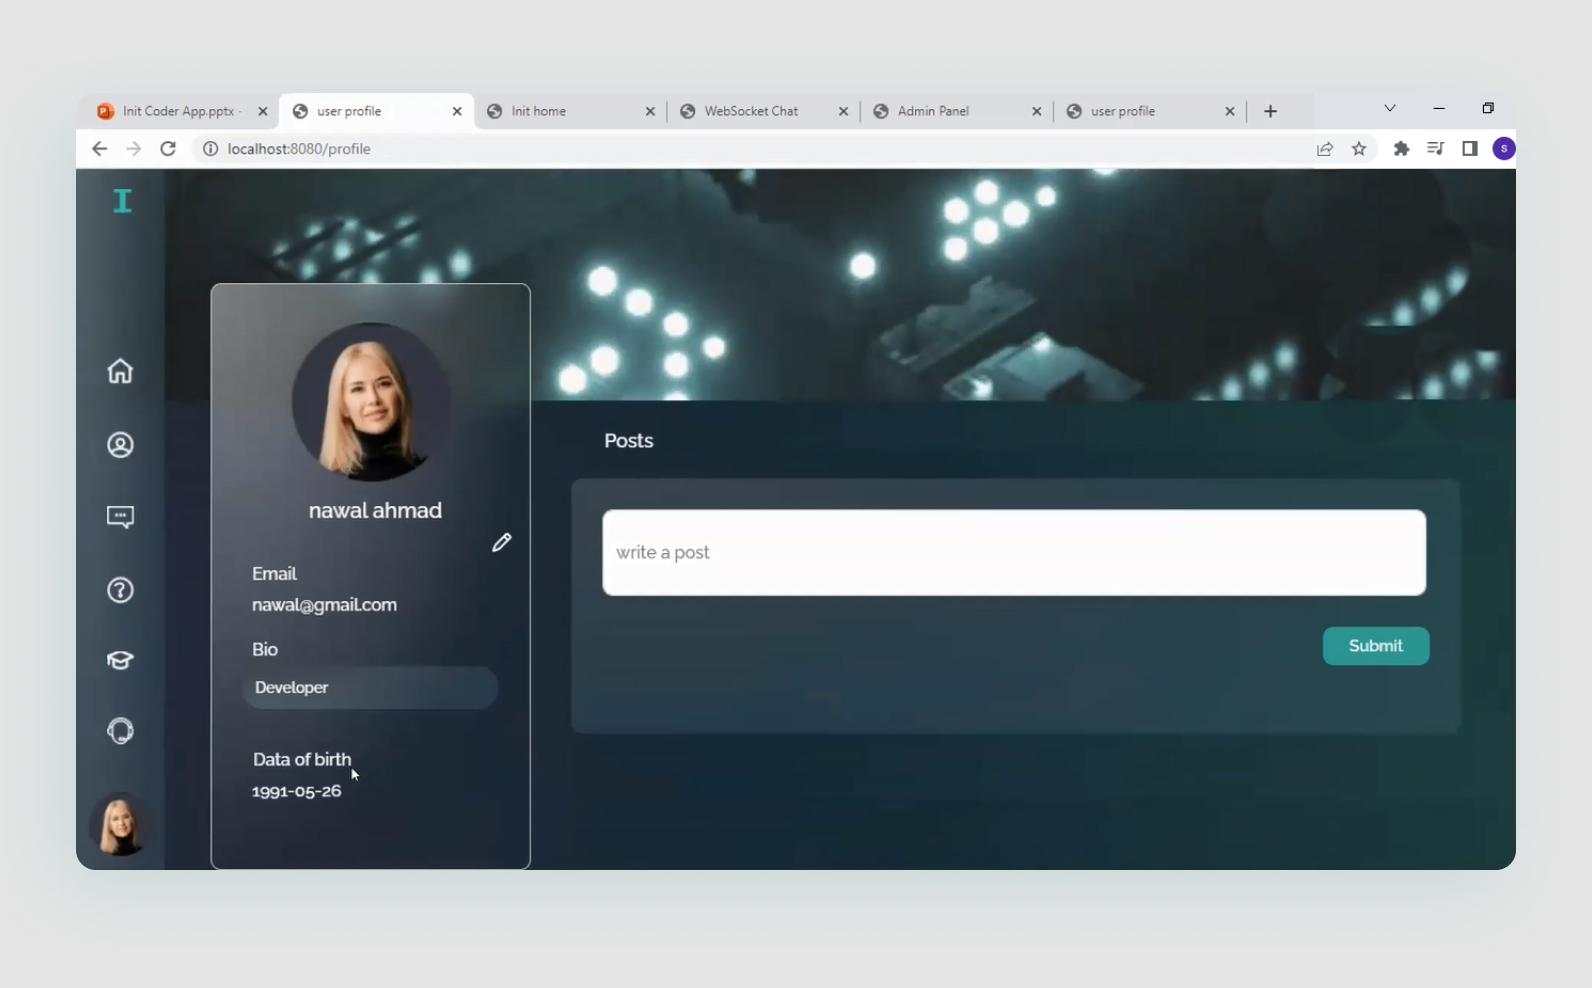 Init Coder App.pptx -
user profile
Init home
WebSocket Chat
Admin Panel
user profile
localhost:8080/profile
S
I
nawal ahmad
Email
nawal@gmail.com
Bio
Developer
Data of birth
1991-05-26
Posts
write a post
Submit